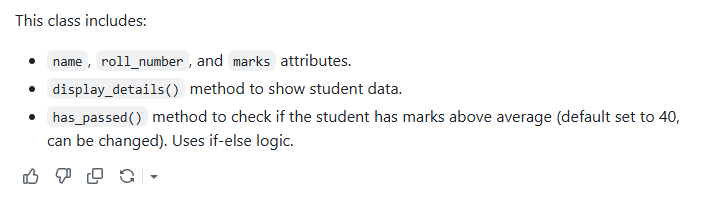 This class includes:
name, roll_number, and marks attributes.
display_details() method to show student data.
has_passed() method to check if the student has marks above average (default set to 40,
can be changed). Uses if-else logic.